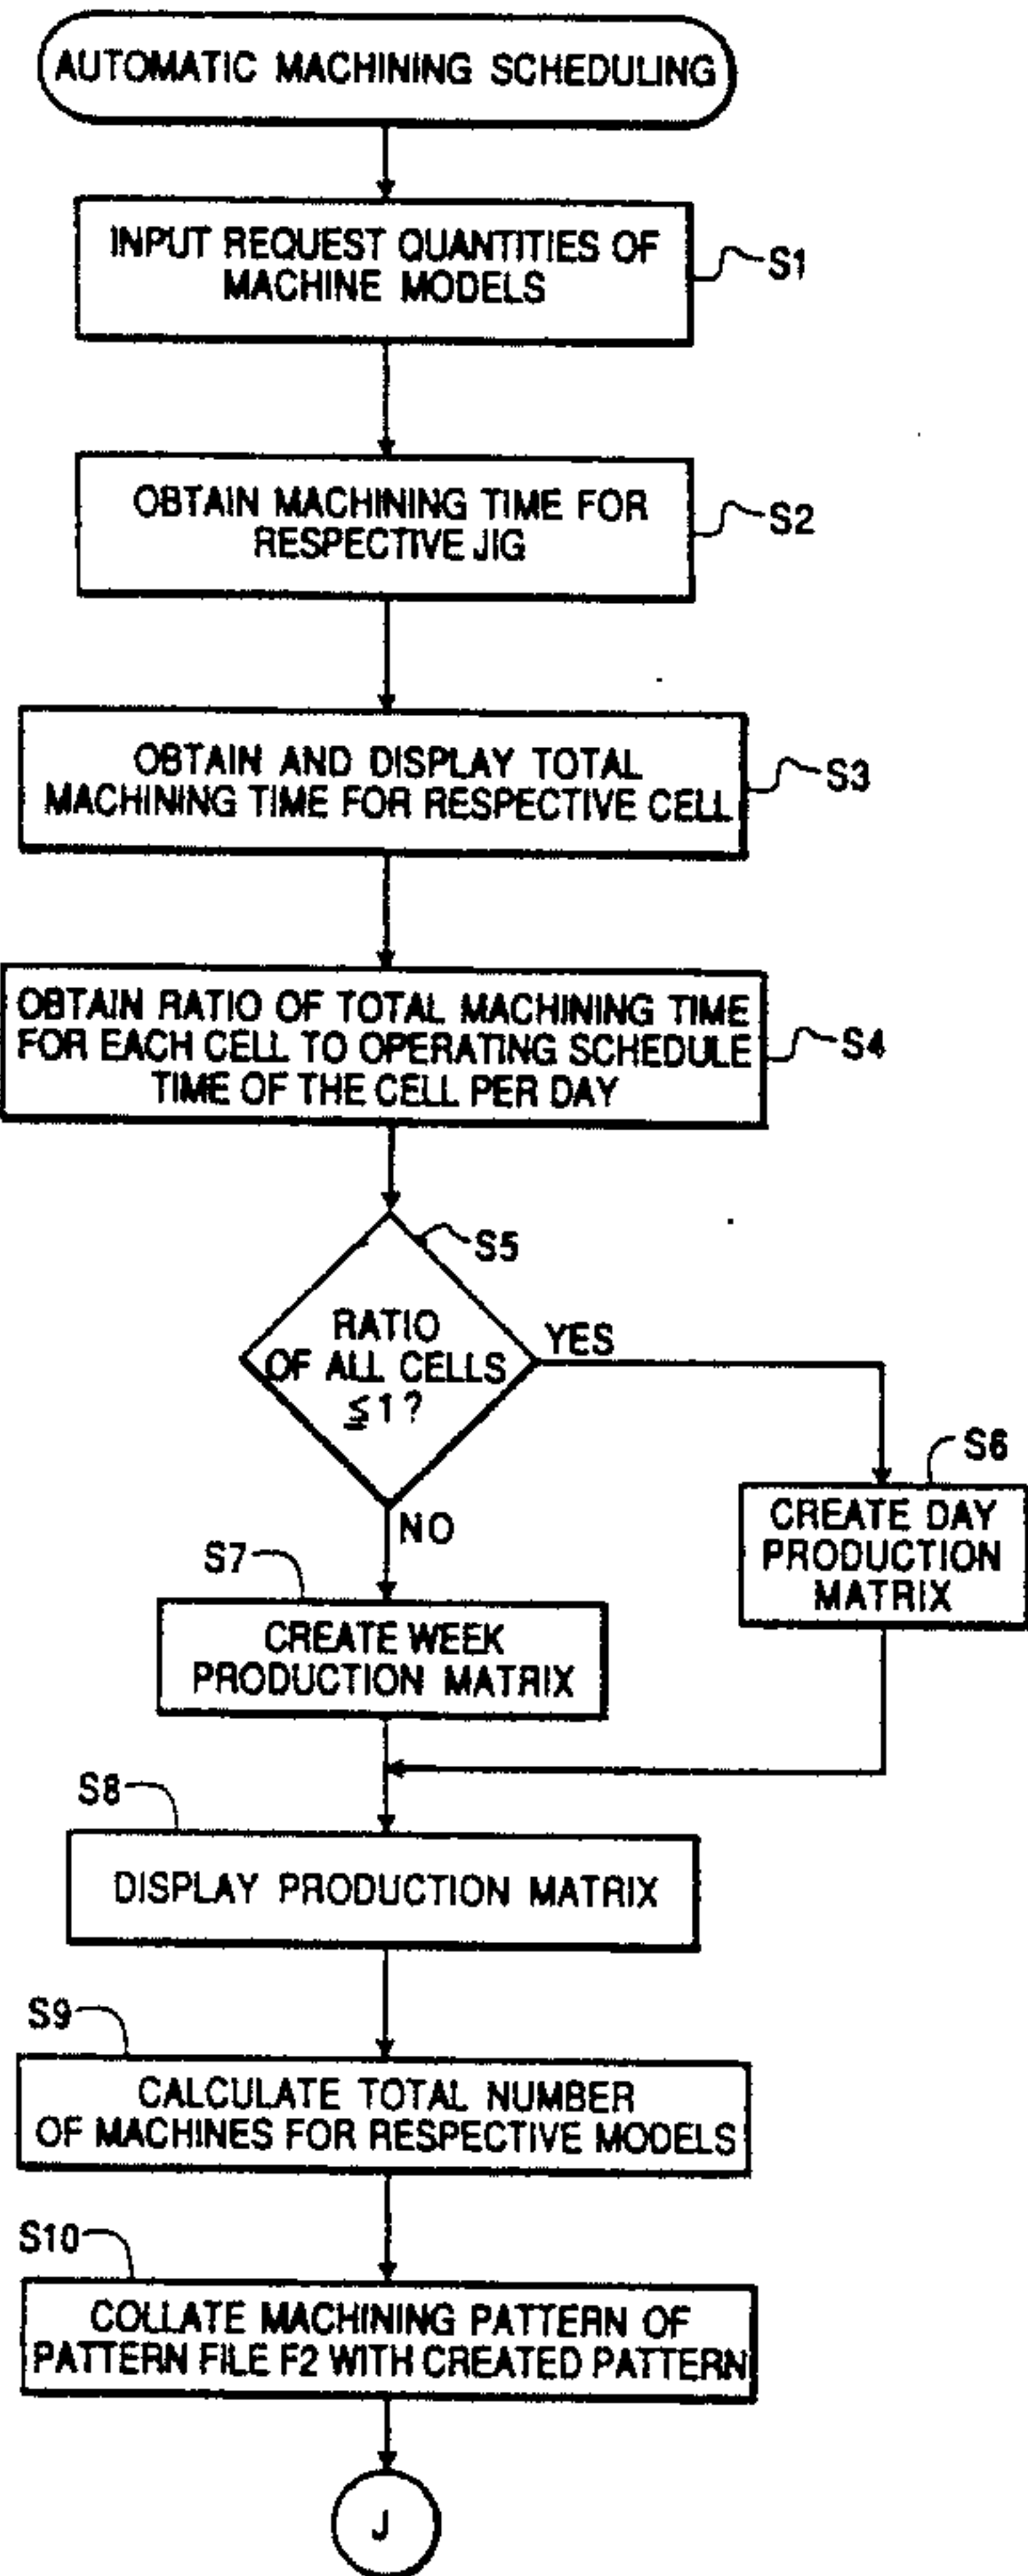 AUTOMATIC MACHINING SCHEDULING
INPUT REQUEST QUANTITIES OF
MACHINE MODELS
S1
OBTAIN MACHINING TIME FOR
RESPECTIVE JIG
S2
OBTAIN AND DISPLAY TOTAL
MACHINING TIME FOR RESPECTIVE CELL
S3
OBTAIN RATIO OF TOTAL MACHINING TIME
FOR EACH CELL TO OPERATING SCHEDULE
TIME OF THE CELL PER DAY
S4
S5
RATIO
OF ALL CELLS
≦1?
YES
NO
S6
CREATE DAY
PRODUCTION
MATRIX
S7
CREATE WEEK
PRODUCTION MATRIX
S8
DISPLAY PRODUCTION MATRIX
S9
CALCULATE TOTAL NUMBER
OF MACHINES FOR RESPECTIVE MODELS
S10
COLLATE MACHINING PATTERN OF
PATTERN FILE F2 WITH CREATED PATTERN
J